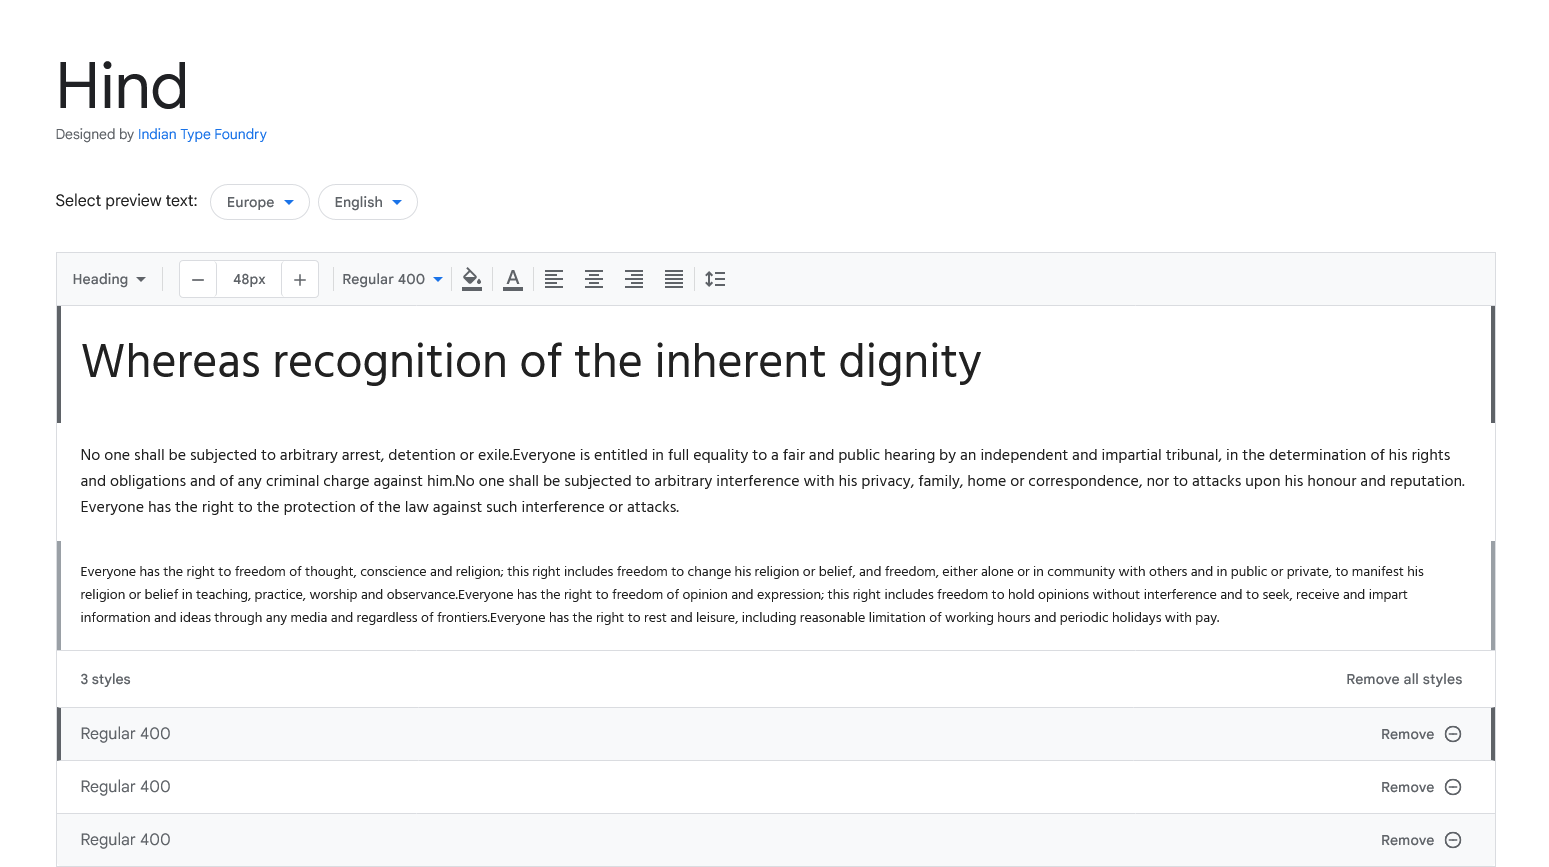 Hind
Designed by Indian Type Foundry
Select preview text: Europe English
Heading 48px Regular 400 A
Whereas recognition of the inherent dignity
No one shall be subjected to arbitrary arrest, detention or exile.Everyone is entitled in full equality to a fair and public hearing by an independent and impartial tribunal, in the determination of his rights
and obligations and of any criminal charge against him.No one shall be subjected to arbitrary interference with his privacy, family, home or correspondence, nor to attacks upon his honour and reputation.
Everyone has the right to the protection of the law against such interference or attacks.
Everyone has the right to freedom of thought, conscience and religion; this right includes freedom to change his religion or belief, and freedom, either alone or in community with others and in public or private, to manifest his
religion or belief in teaching, practice, worship and observance.Everyone has the right to freedom of opinion and expression; this right includes freedom to hold opinions without interference and to seek, receive and impart
information and ideas through any media and regardless of frontiers.Everyone has the right to rest and leisure, including reasonable limitation of working hours and periodic holidays with pay.
3 styles Remove all styles
Regular 400 Remove
Regular 400 Remove
Regular 400 Remove